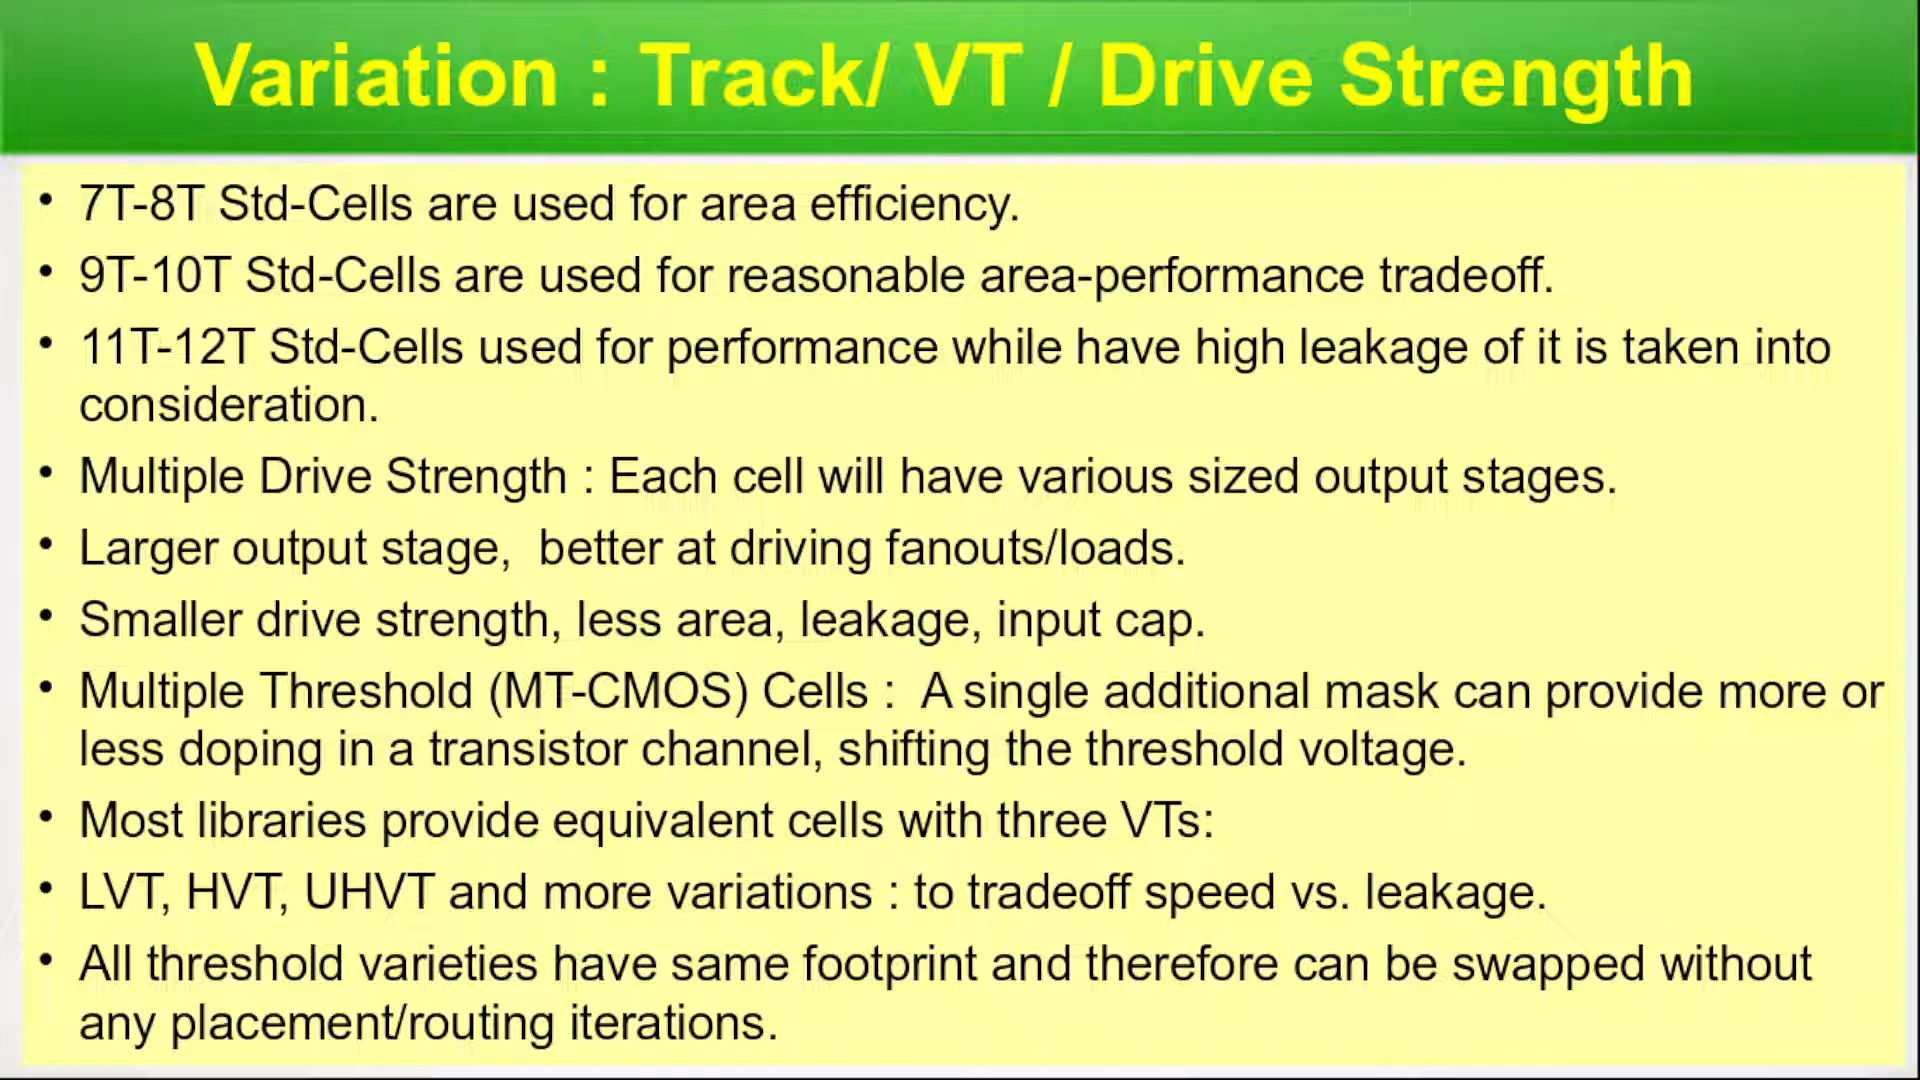 Variation : Track/ VT / Drive Strength
• 7T-8T Std-Cells are used for area efficiency.
• 9T-10T Std-Cells are used for reasonable area-performance tradeoff.
• 11T-12T Std-Cells used for performance while have high leakage of it is taken into
consideration.
• Multiple Drive Strength : Each cell will have various sized output stages.
• Larger output stage,  better at driving fanouts/loads.
• Smaller drive strength, less area, leakage, input cap.
• Multiple Threshold (MT-CMOS) Cells :  A single additional mask can provide more or
less doping in a transistor channel, shifting the threshold voltage.
• Most libraries provide equivalent cells with three VTs:
• LVT, HVT, UHVT and more variations : to tradeoff speed vs. leakage.
• All threshold varieties have same footprint and therefore can be swapped without
any placement/routing iterations.